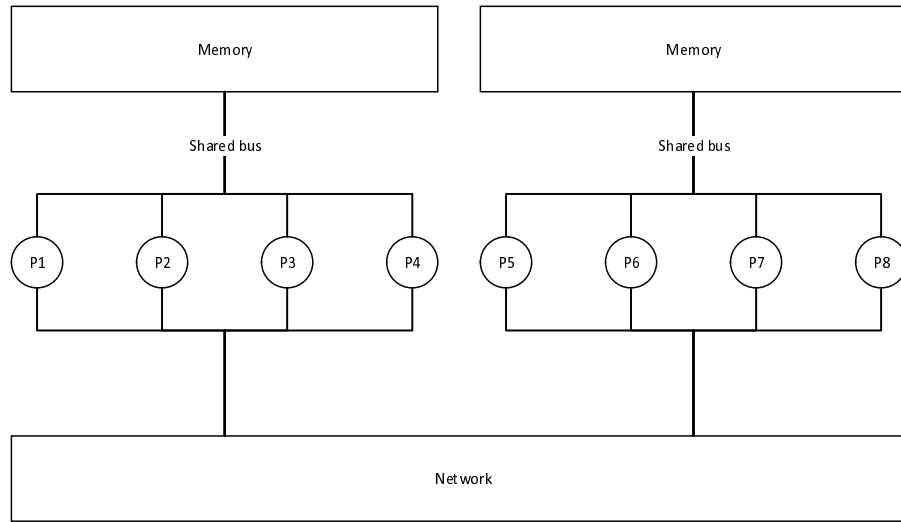 Memory
Memory
Shared bus
Shared bus
P1
P2
P3
P4
P5
P6
P7
P8
Network